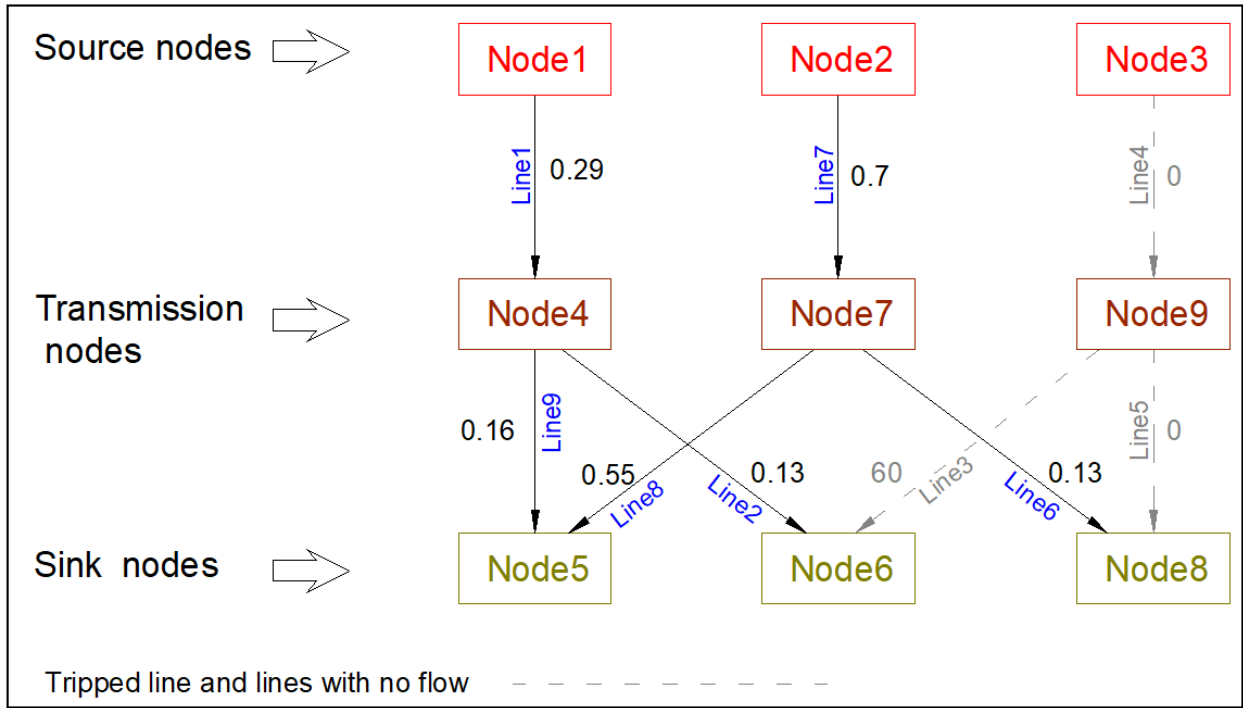 Source nodes
Node1
Node2
Node3
Line1
0.29
Line7
0.7
Line4
0
Transmission
nodes
Node4
Node7
Node9
0.16
Line9
0.55
Line8
0.13
Line2
60
Line3
0.13
Line6
Line5
0
Sink nodes
Node5
Node6
Node8
Tripped line and lines with no flow